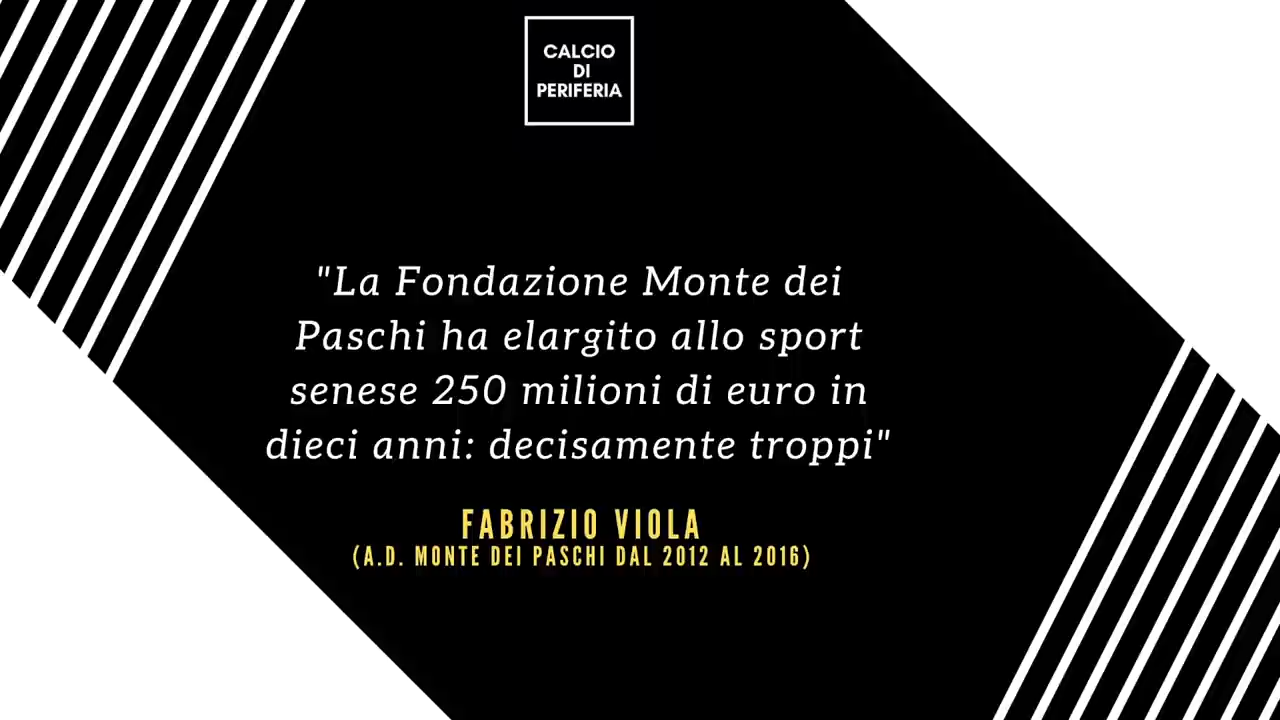 CALCIO
DI
PERIFERIA
"La Fondazione Monte dei
Paschi ha elargito allo sport
senese 250 milioni di euro in
dieci anni: decisamente troppi"
FABRIZIO VIOLA
(A.D. MONTE DEI PASCHI DAL 2012 AL 2016)